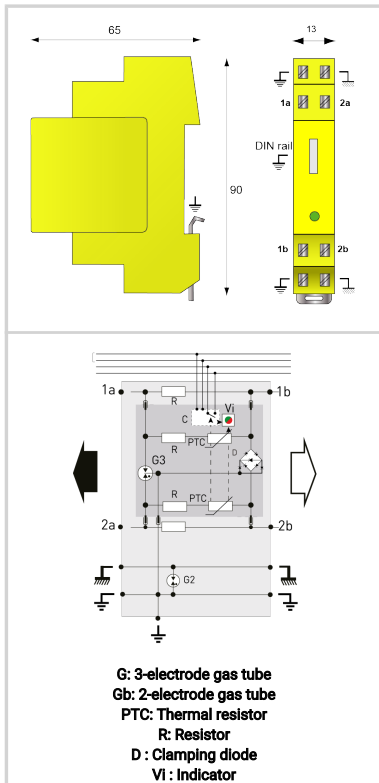 65
13
1a 2a
DIN rail
90
1b 2b
1a 1b
R Vi
C
R PTC D
G3
R PTC
2a 2b
R
G2
G: 3-electrode gas tube
Gb: 2-electrode gas tube
PTC: Thermal resistor
R: Resistor
D : Clamping diode
Vi : Indicator